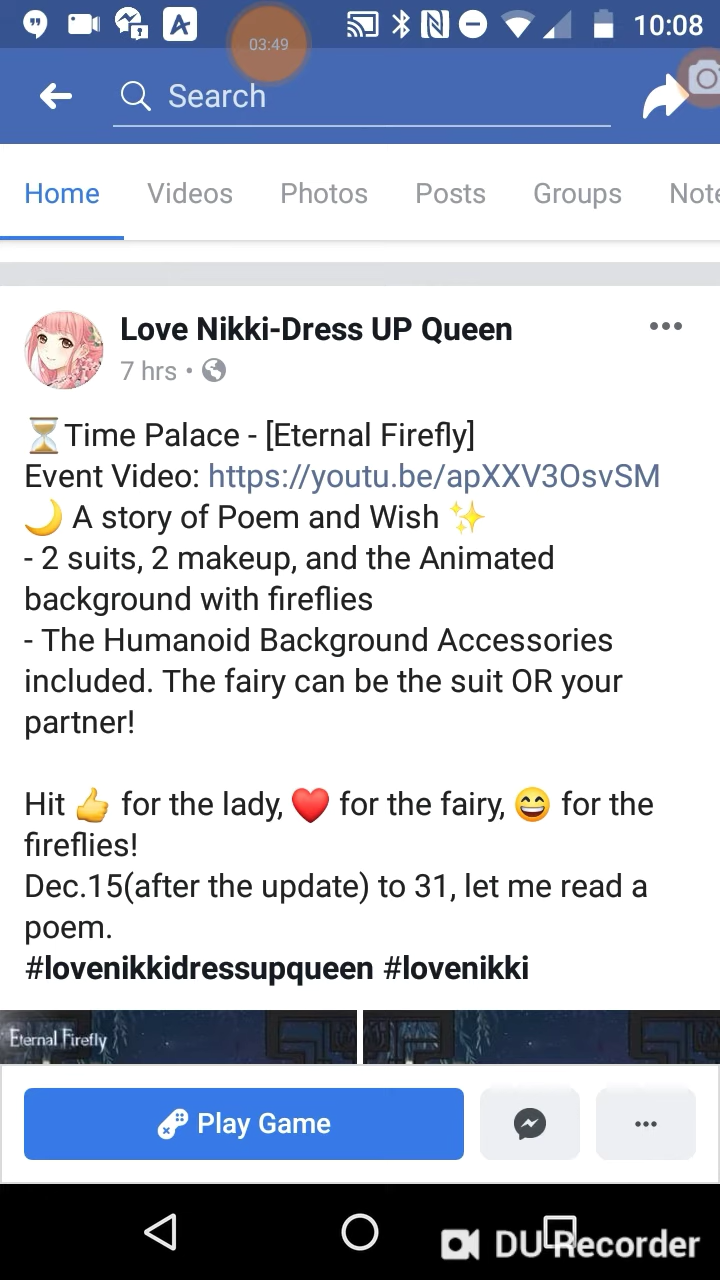 03:49
10:08
Search
Home Videos Photos Posts Groups Note
Love Nikki-Dress UP Queen
7 hrs •
⏳Time Palace - [Eternal Firefly]
Event Video: https://youtu.be/apXXV3OsvSM
🌙 A story of Poem and Wish ✨
- 2 suits, 2 makeup, and the Animated
background with fireflies
- The Humanoid Background Accessories
included. The fairy can be the suit OR your
partner!
Hit 👍 for the lady, ❤️ for the fairy, 😄 for the
fireflies!
Dec.15(after the update) to 31, let me read a
poem.
#lovenikkidressupqueen #lovenikki
Eternal Firefly
Play Game
DU Recorder